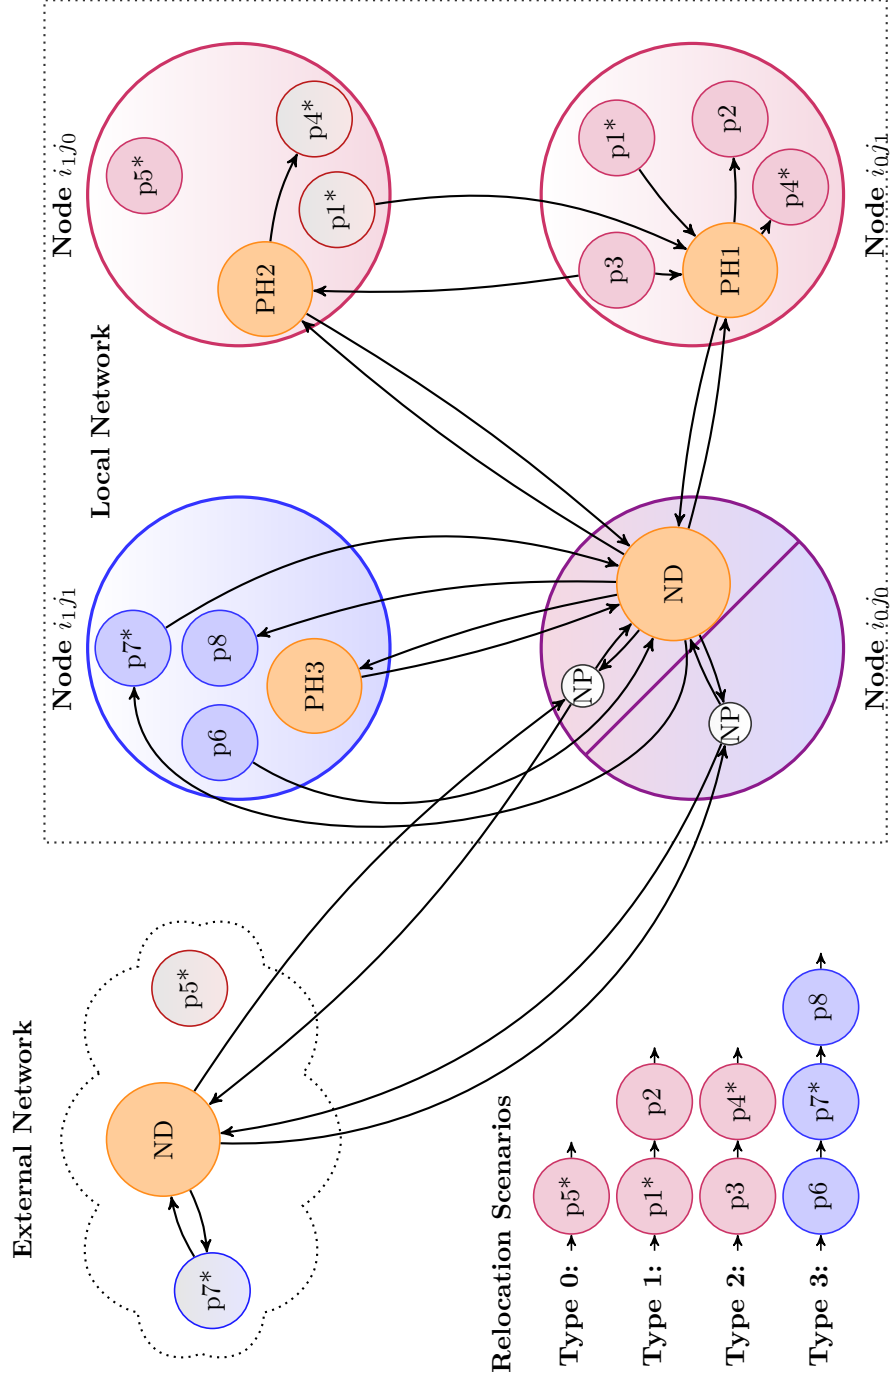 External Network
ND
p5*
p7*
Local Network
Node i₁j₁
p7*
p6
p8
PH3
Node i₁j₀
p5*
PH2
p4*
p1*
NP
ND
NP
Node i₀j₀
p3
p1*
PH1
p2
p4*
Node i₀j₁
Relocation Scenarios
Type 0: p5*
Type 1: p1* p2
Type 2: p3 p4*
Type 3: p6 p7* p8